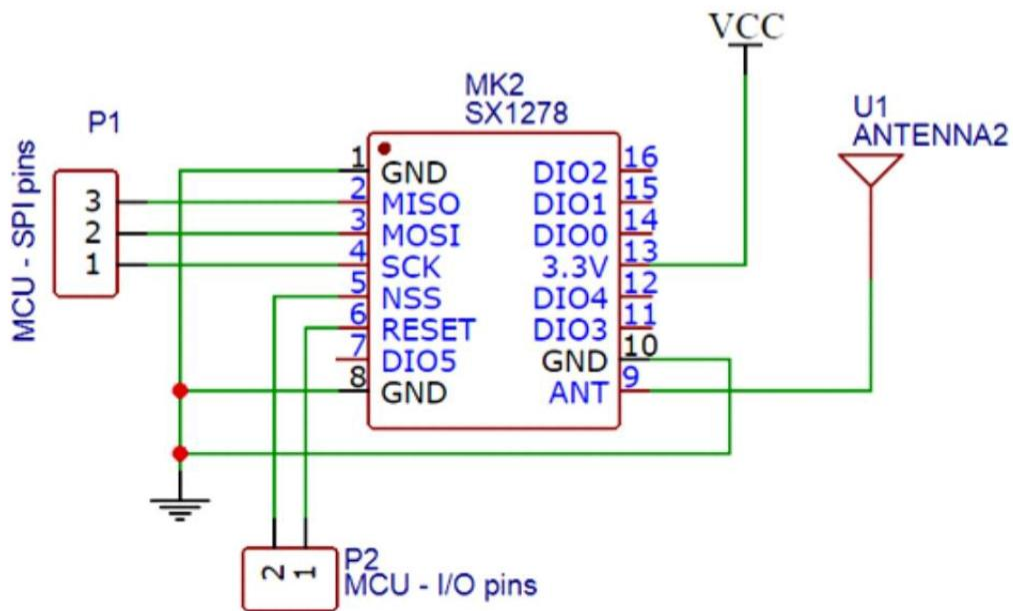 VCC
MK2
SX1278
U1
ANTENNA2
P1
MCU - SPI pins
3
2
1
1 GND
2 MISO
3 MOSI
4 SCK
5 NSS
6 RESET
7 DIO5
8 GND
DIO2 16
DIO1 15
DIO0 14
3.3V 13
DIO4 12
DIO3 11
GND 10
ANT 9
2 1
P2
MCU - I/O pins